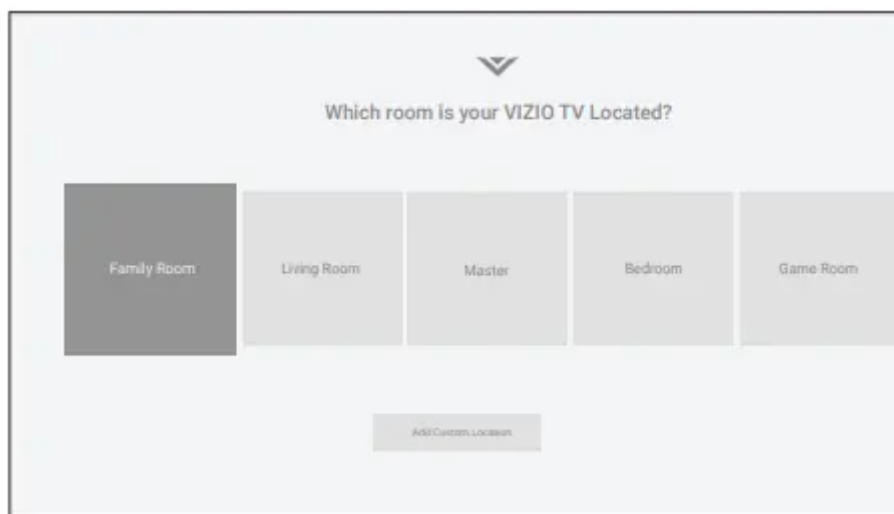 Which room is your VIZIO TV Located?
Family Room
Living Room
Master
Bedroom
Game Room
Add Custom Location